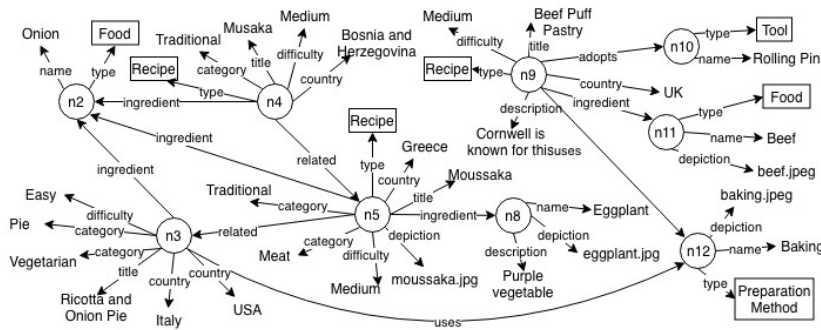 Onion
Food
name
type
n2
Traditional
Musaka
Medium
Bosnia and
Herzegovina
Recipe
title
difficulty
category
country
type
n4
ingredient
ingredient
related
ingredient
Medium
Beef Puff
Pastry
difficulty
title
Recipe
type
n9
adopts
country
UK
ingredient
description
Cornwell is
known for this
uses
n10
type
Tool
name
Rolling Pin
n11
type
Food
name
Beef
depiction
beef.jpeg
Recipe
Greece
type
country
Moussaka
title
Traditional
category
n5
related
ingredient
category
Meat
difficulty
Medium
depiction
moussaka.jpg
n8
name
Eggplant
depiction
eggplant.jpg
description
Purple
vegetable
Easy
difficulty
Pie
category
n3
Vegetarian
category
title
Ricotta and
Onion Pie
country
Italy
country
USA
uses
baking.jpeg
depiction
n12
name
Baking
type
Preparation
Method